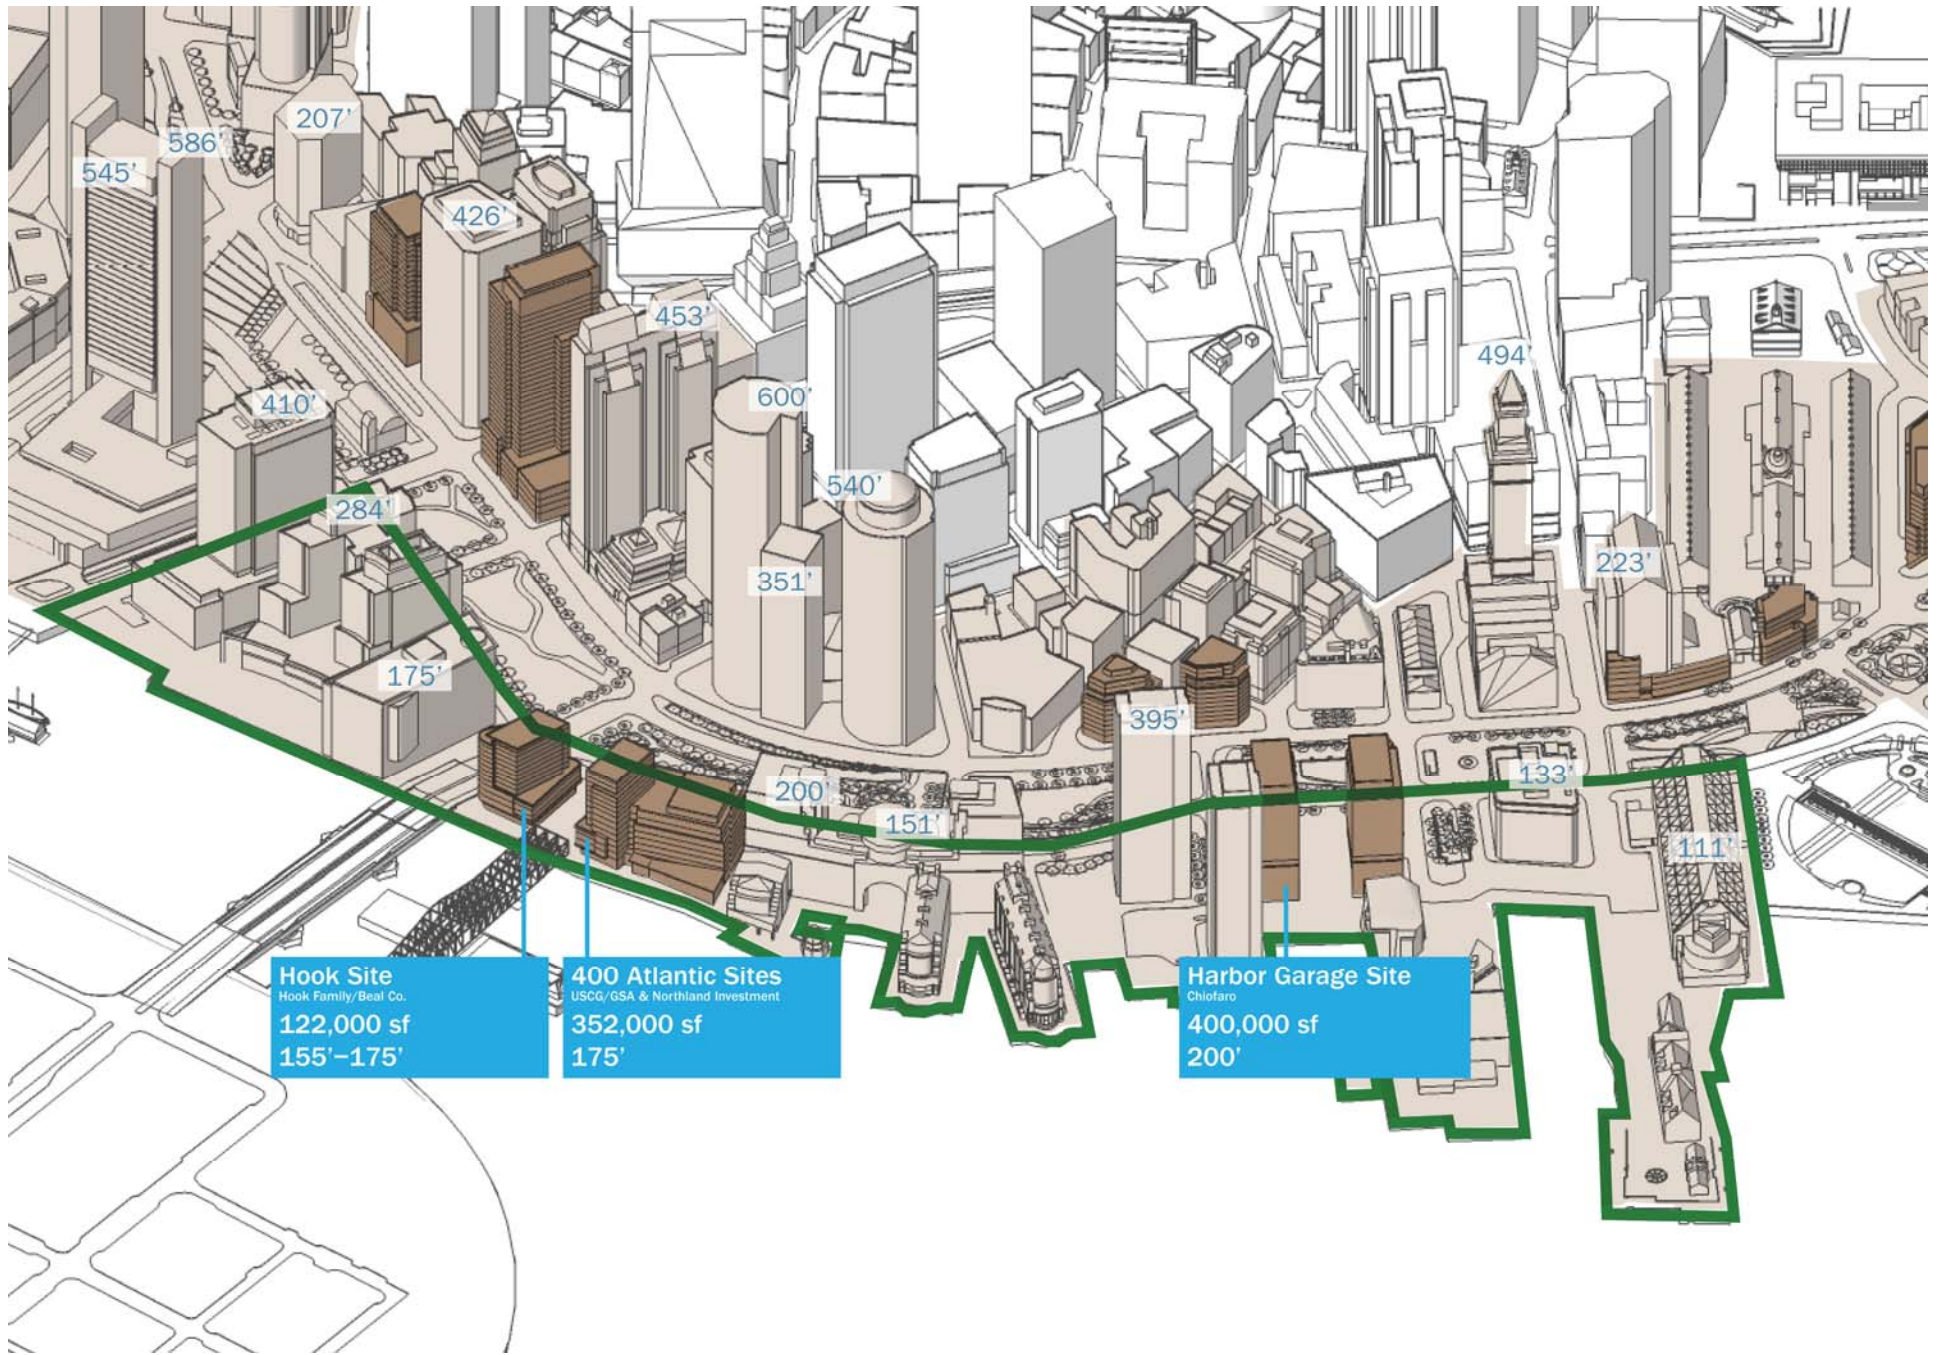 207'
586'
545'
426'
453'
494'
410'
600'
540'
284'
223'
351'
175'
395'
133'
200'
151'
111'
Hook Site
Hook Family/Beal Co.
122,000 sf
155'–175'
400 Atlantic Sites
USCG/GSA & Northland Investment
352,000 sf
175'
Harbor Garage Site
Chiofaro
400,000 sf
200'